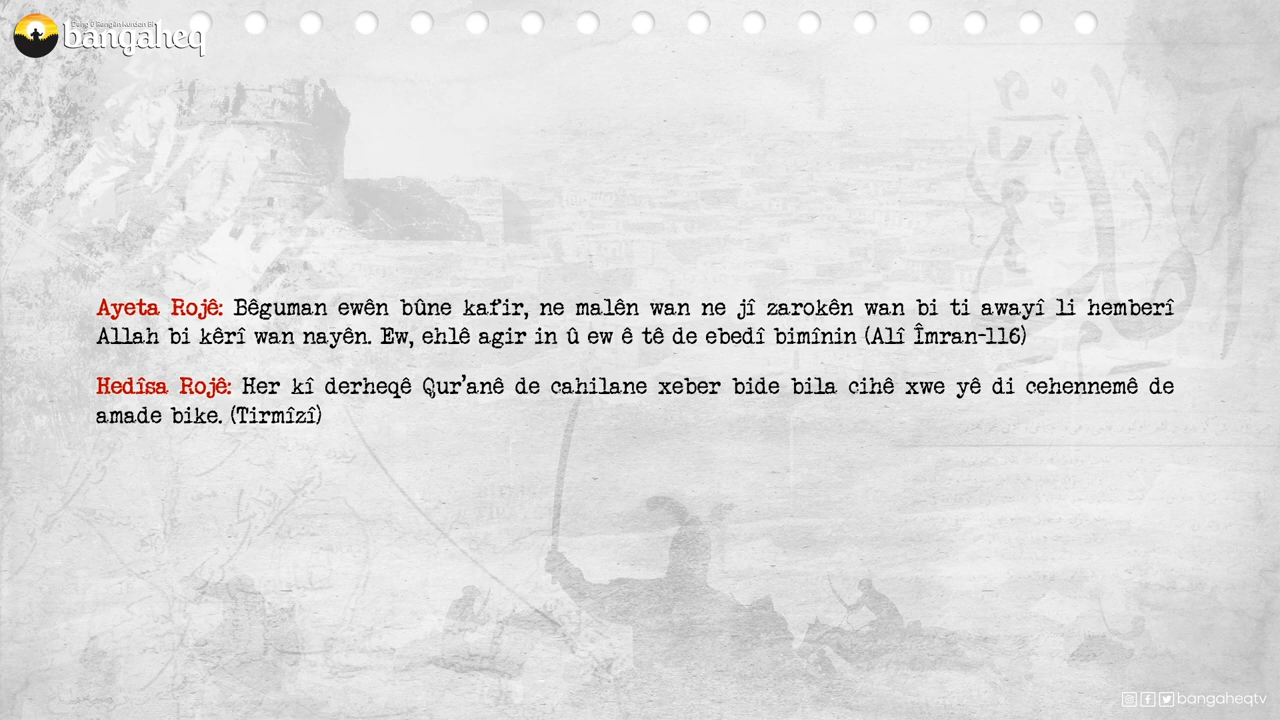 bangaheq
Ayeta Rojê: Bêguman ewên bûne kafir, ne malên wan ne jî zarokên wan bi ti awayî li hemberî
Allah bi kêrî wan nayên. Ew, ehlê agir in û ew ê tê de ebedî bimînin (Alî Îmran-116)
Hedîsa Rojê: Her kî derheqê Qur'anê de cahilane xeber bide bila cihê xwe yê di cehennemê de
amade bike. (Tirmîzî)
bangaheqtv